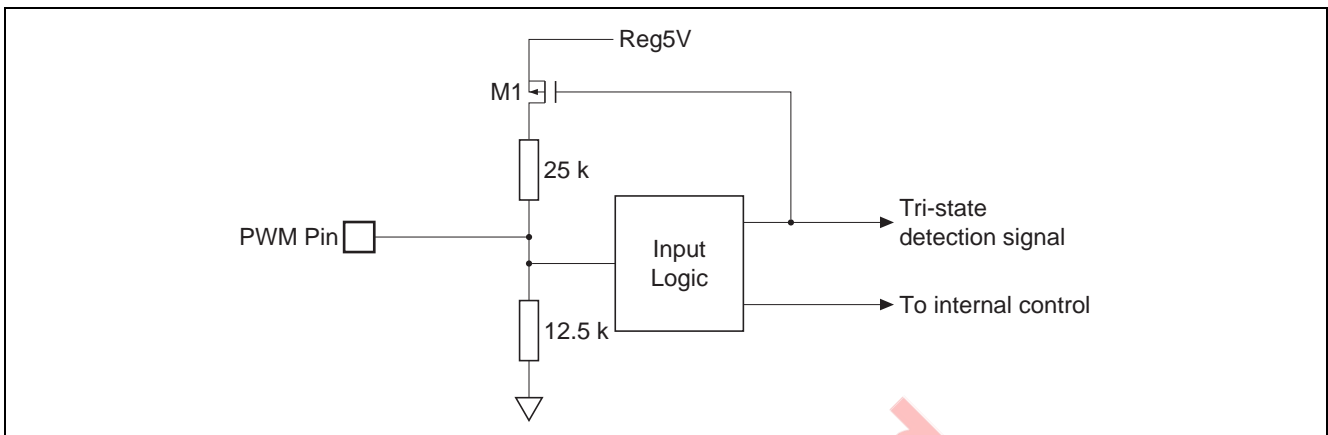 Reg5V
M1
25 k
PWM Pin
Input
Logic
Tri-state
detection signal
To internal control
12.5 k